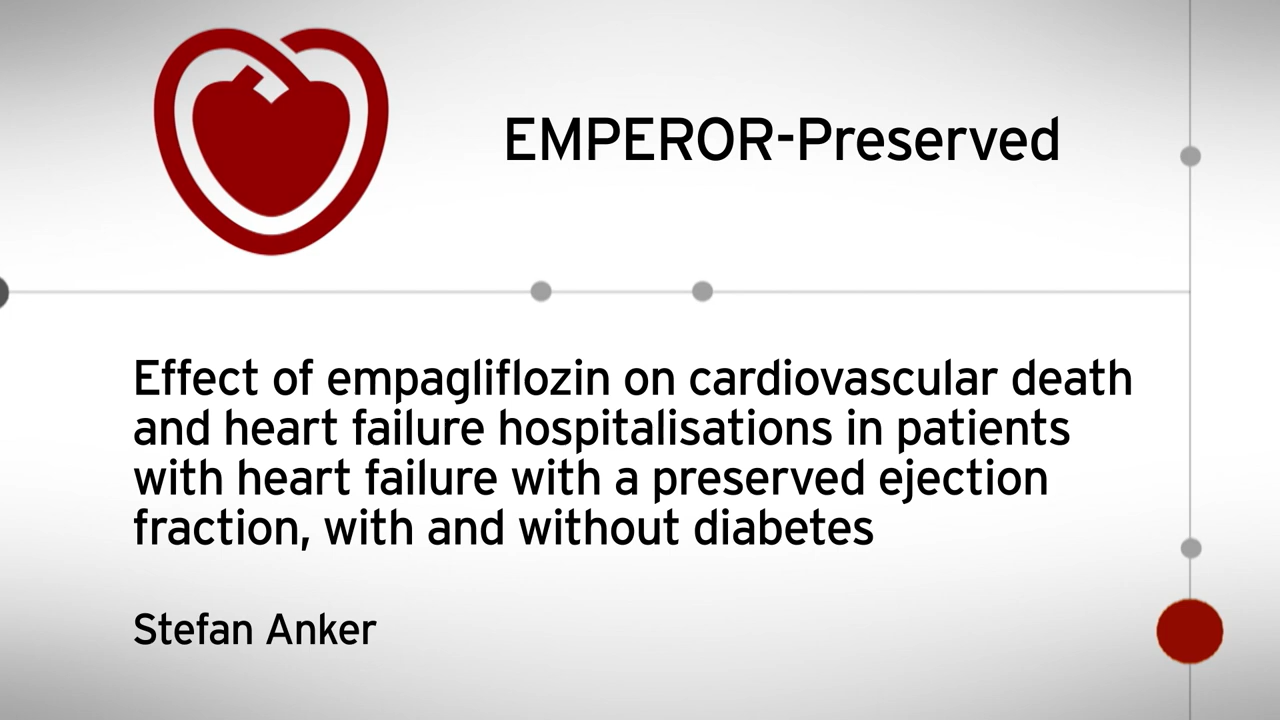 EMPEROR-Preserved
Effect of empagliflozin on cardiovascular death
and heart failure hospitalisations in patients
with heart failure with a preserved ejection
fraction, with and without diabetes
Stefan Anker